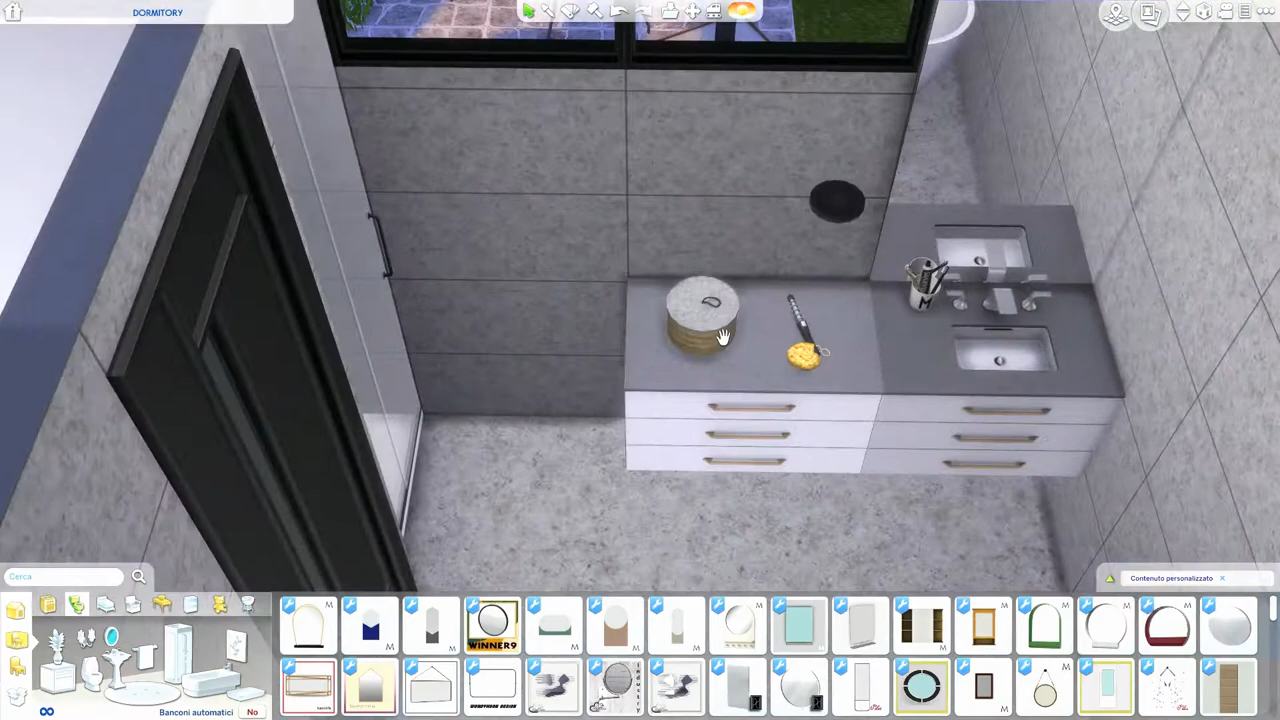 DORMITORY
M
Cerca
Contenuto personalizzato
WINNER9
Banconi automatici No